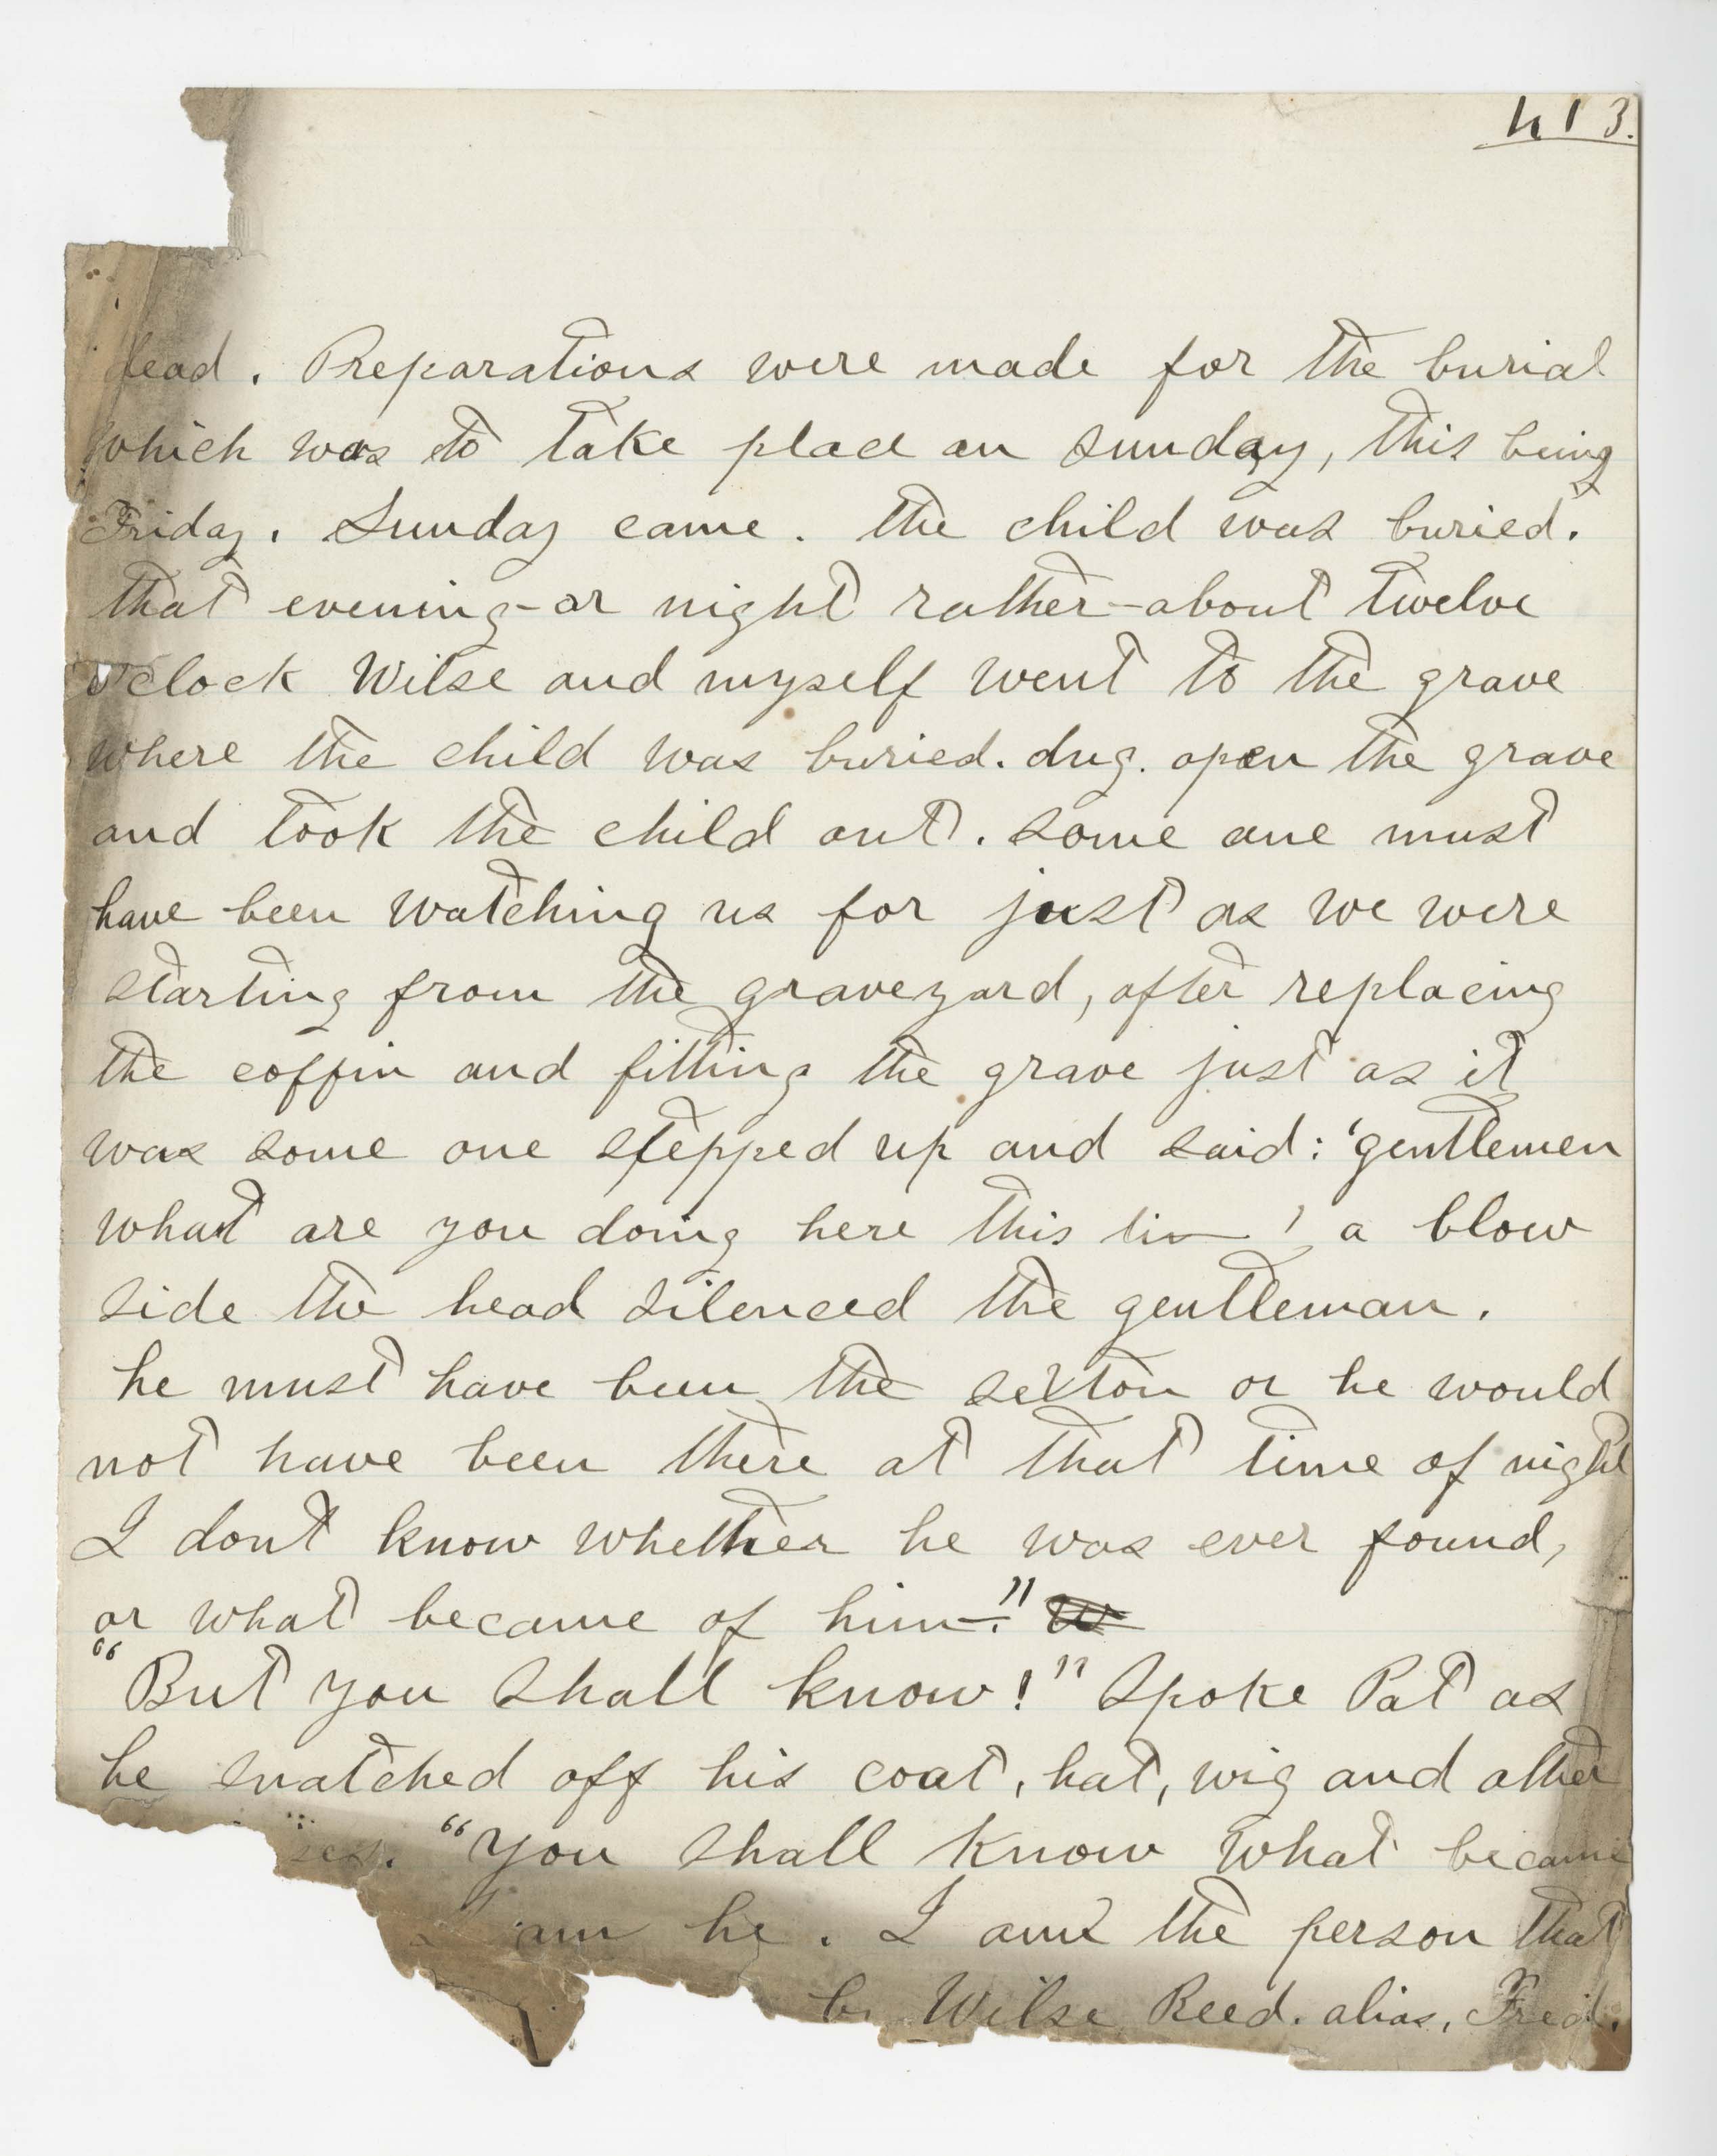 413.
dead. Preparations were made for the burial
which was to take place on sunday, this being
Friday. Sunday came. the child was buried.
that evening-or night rather-about twelve
o'clock Wilse and myself went to the grave
where the child was buried. dug. open the grave
and took the child out. some one must
have been watching us for just as we were
starting from the graveyard, after replacing
the coffin and filling the grave just as it
was some one stepped up and said: 'gentlemen
what are you doing here this tim—' a blow
side the head silenced the gentleman.
he must have been the sexton or he would
not have been there at that time of night
I dont know whether he was ever found,
or what became of him—."
"But you shall know!" Spoke Pat as
he snatched off his coat, hat, wig and other
"You shall know what became
am he. I am the person that
by Wilse Reed. alias, Fred.